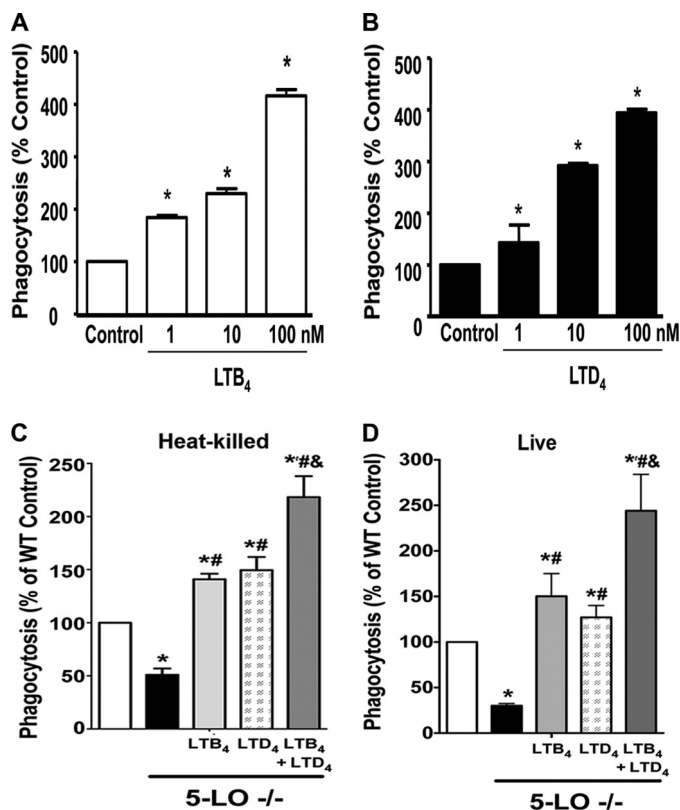 A
Phagocytosis (% Control)
500
400
300
200
100
0
*
*
*
Control 1 10 100 nM
LTB4
B
Phagocytosis (% Control)
500
400
300
200
100
0
*
*
*
Control 1 10 100 nM
LTD4
C
Heat-killed
Phagocytosis (% of WT Control)
250
200
150
100
50
0
*
*#
*#
*'#&
LTB4 LTD4 LTB4
+ LTD4
5-LO -/-
D
Live
Phagocytosis (% of WT Control)
300
250
200
150
100
50
0
*
*#
*#
*'#&
LTB4 LTD4 LTB4
+ LTD4
5-LO -/-